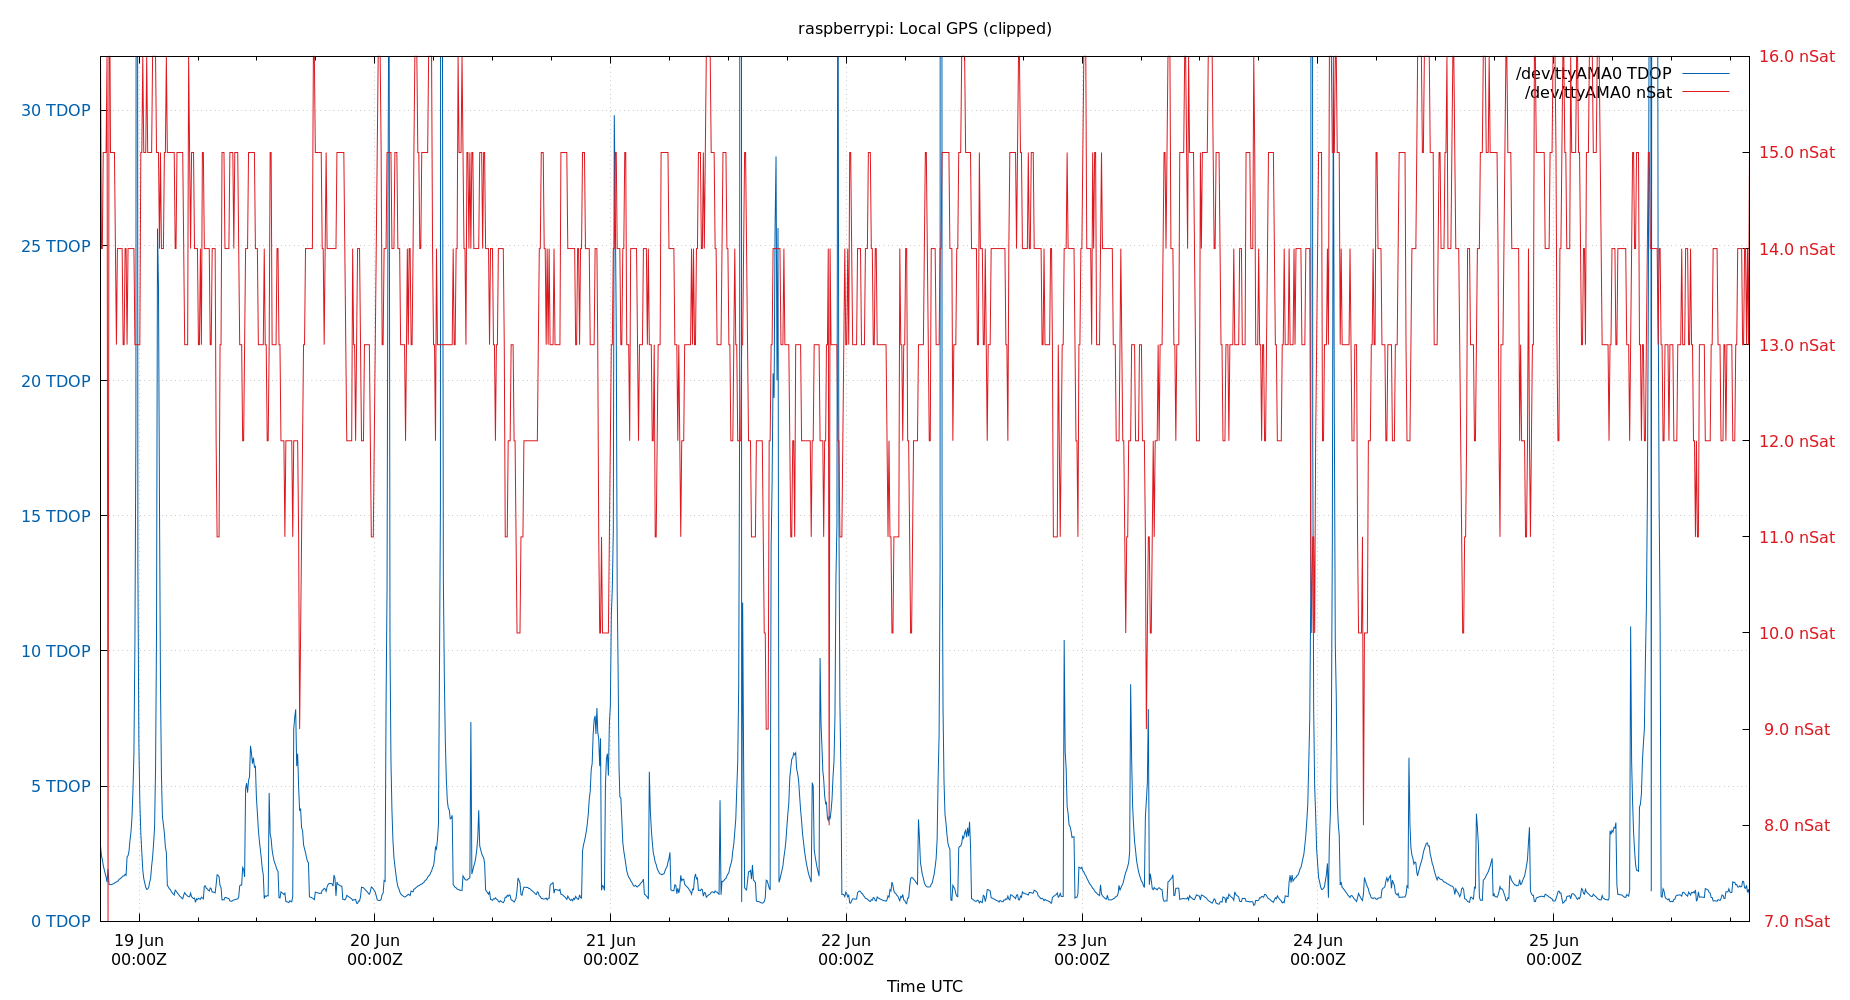 raspberrypi: Local GPS (clipped)
/dev/ttyAMA0 TDOP
/dev/ttyAMA0 nSat
30 TDOP
25 TDOP
20 TDOP
15 TDOP
10 TDOP
5 TDOP
0 TDOP
16.0 nSat
15.0 nSat
14.0 nSat
13.0 nSat
12.0 nSat
11.0 nSat
10.0 nSat
9.0 nSat
8.0 nSat
7.0 nSat
19 Jun 20 Jun 21 Jun 22 Jun 23 Jun 24 Jun 25 Jun
00:00Z 00:00Z 00:00Z 00:00Z 00:00Z 00:00Z 00:00Z
Time UTC